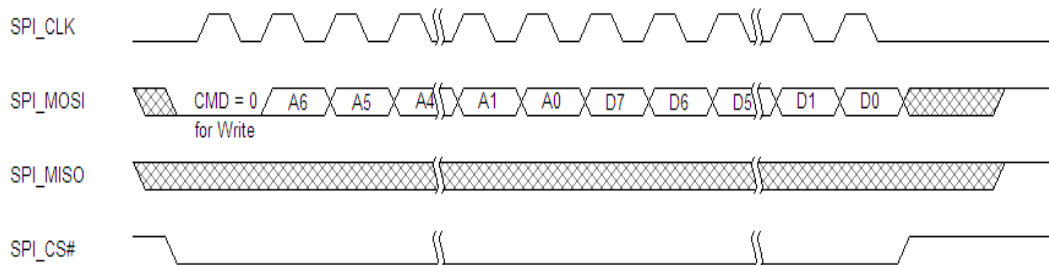 SPI_CLK
SPI_MOSI CMD = 0 A6 A5 A4 A1 A0 D7 D6 D5 D1 D0
for Write
SPI_MISO
SPI_CS#